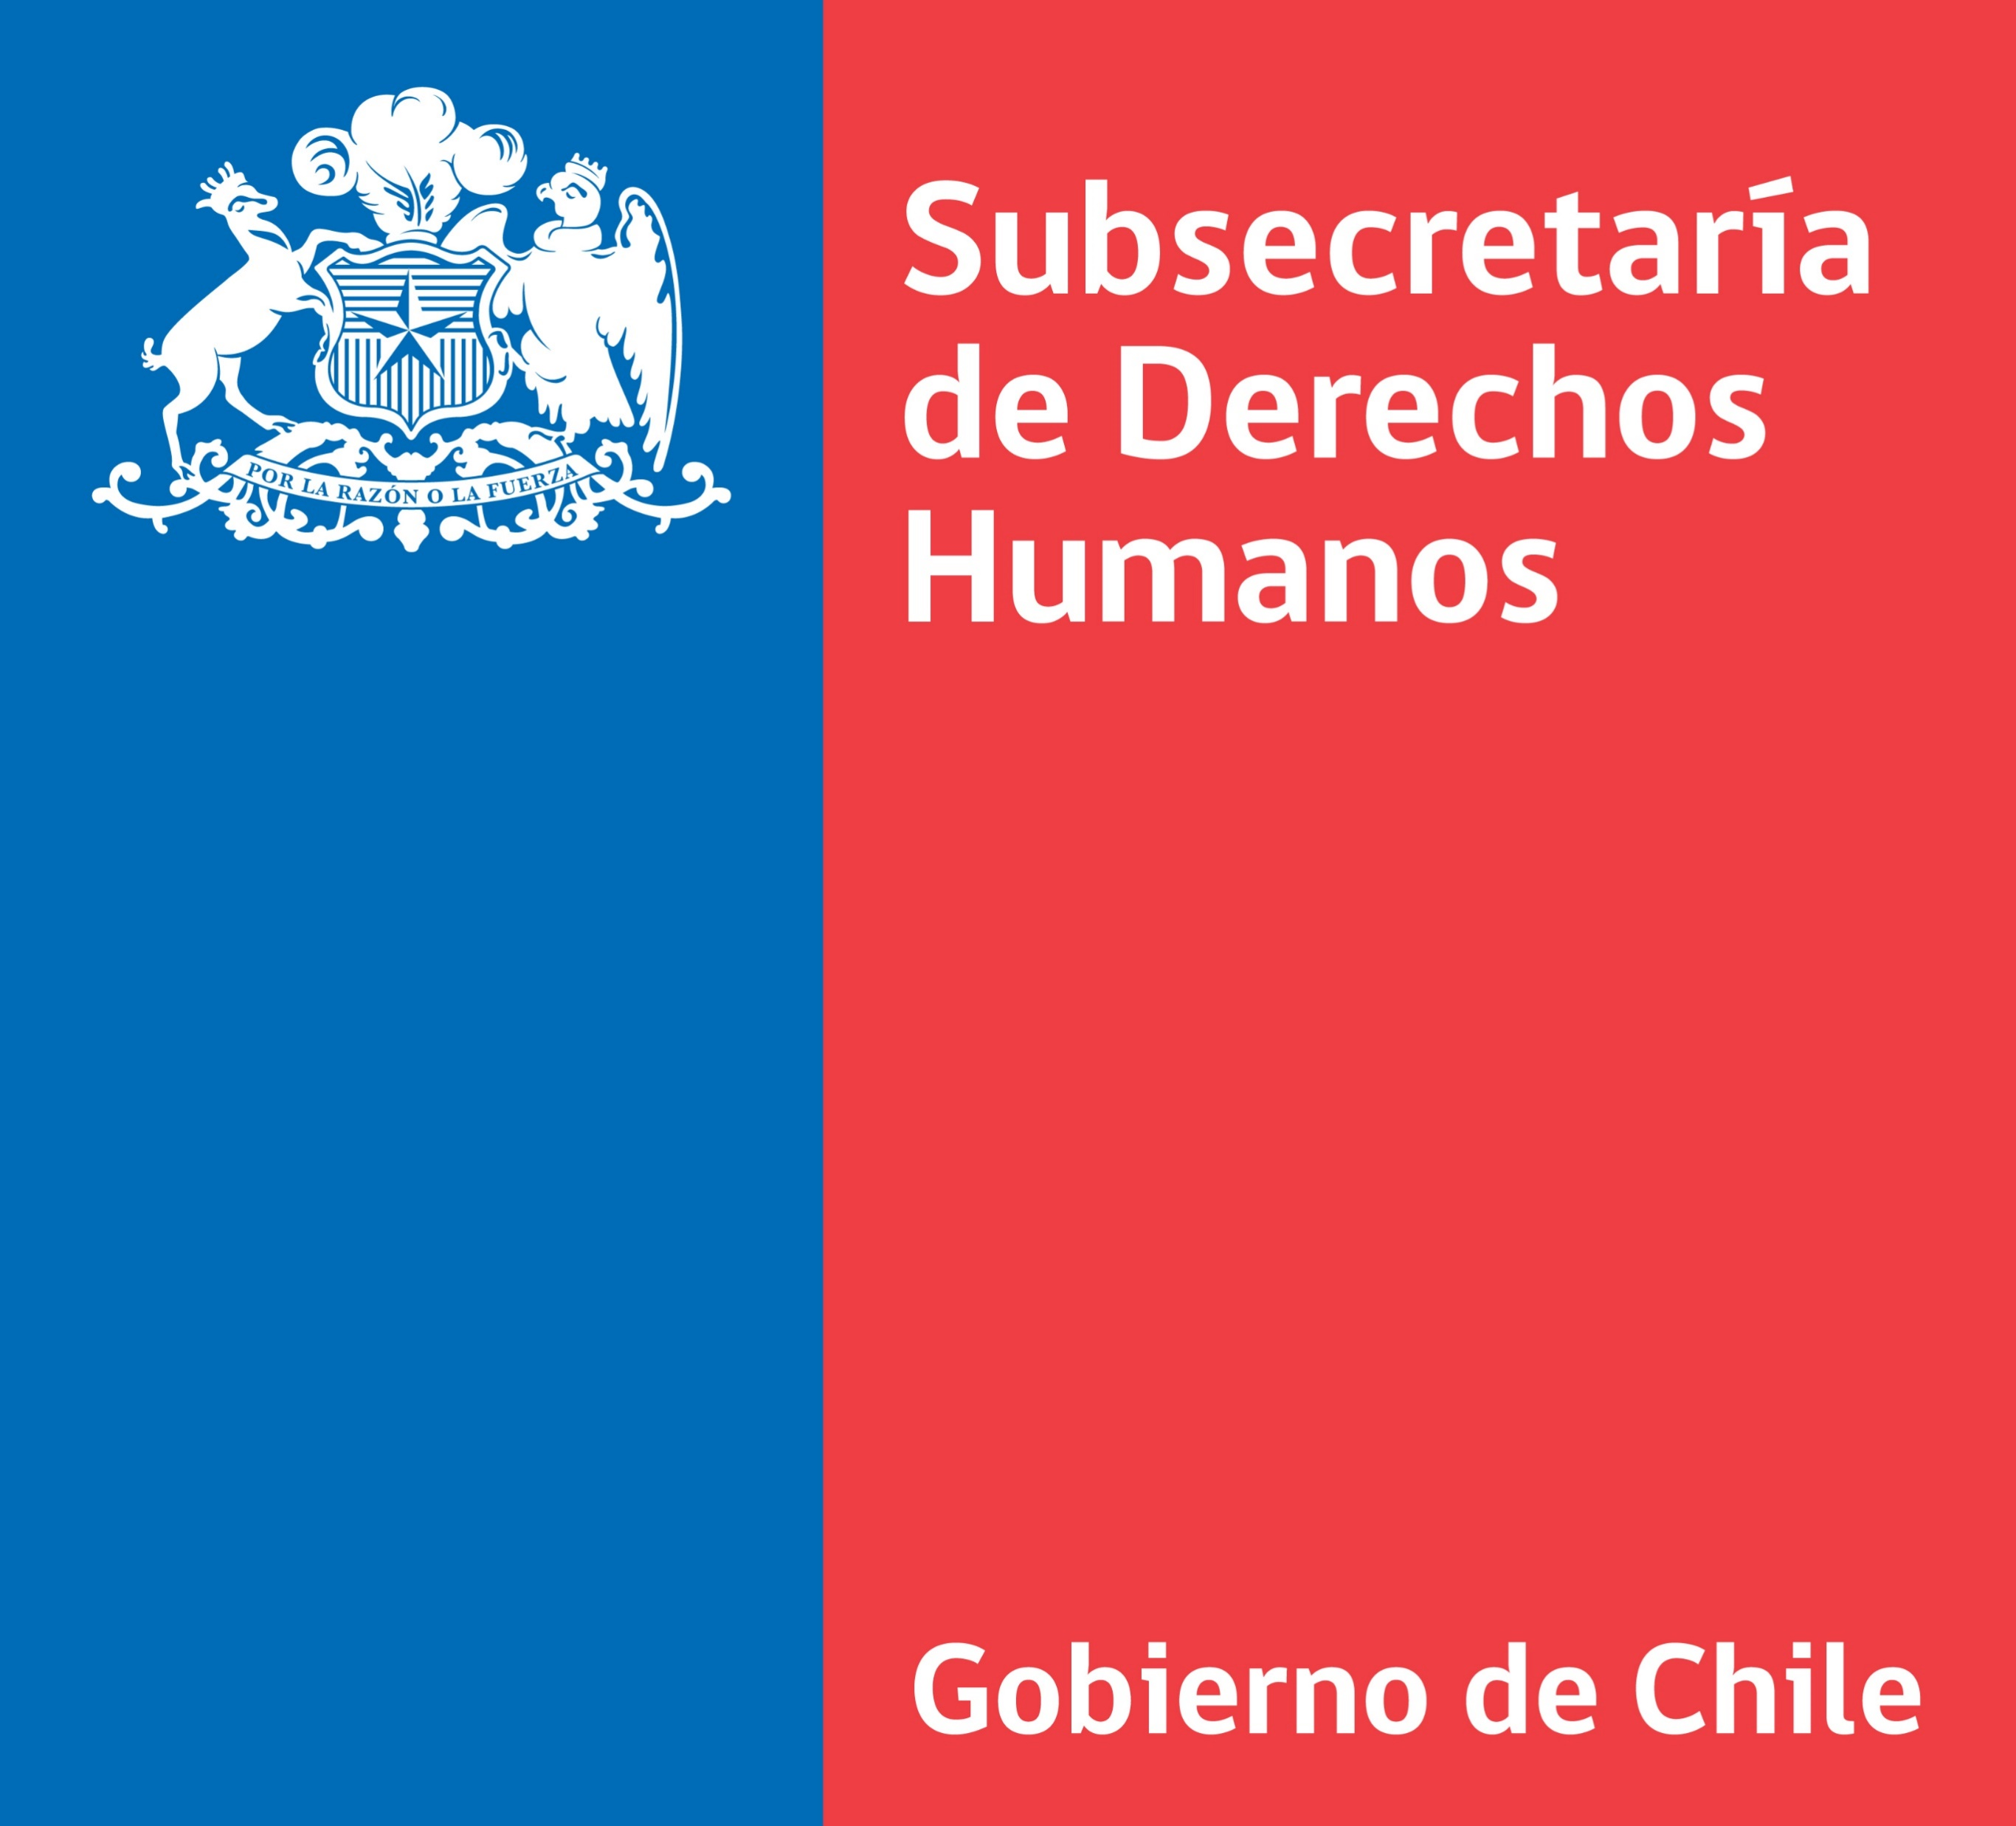 POR LA RAZÓN O LA FUERZA
Subsecretaría
de Derechos
Humanos
Gobierno de Chile